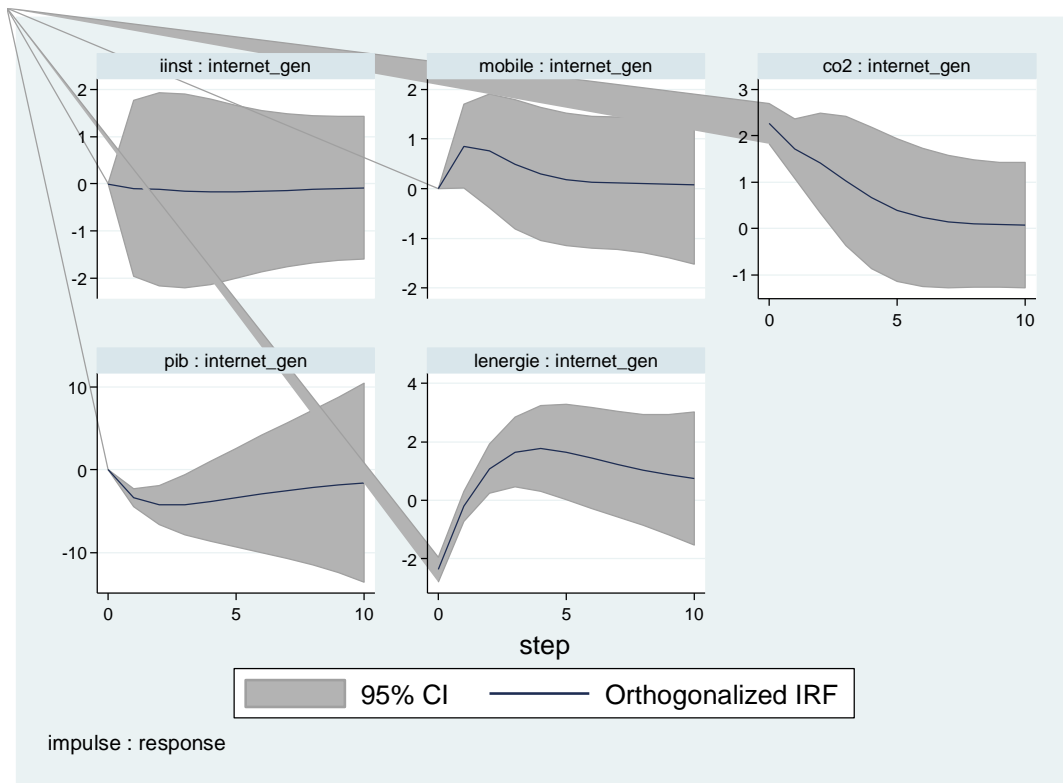 iinst : internet_gen
2
1
0
-1
-2
mobile : internet_gen
2
1
0
-1
-2
co2 : internet_gen
3
2
1
0
-1
0 5 10
pib : internet_gen
10
0
-10
0 5 10
lenergie : internet_gen
4
2
0
-2
0 5 10
step
95% CI Orthogonalized IRF
impulse : response